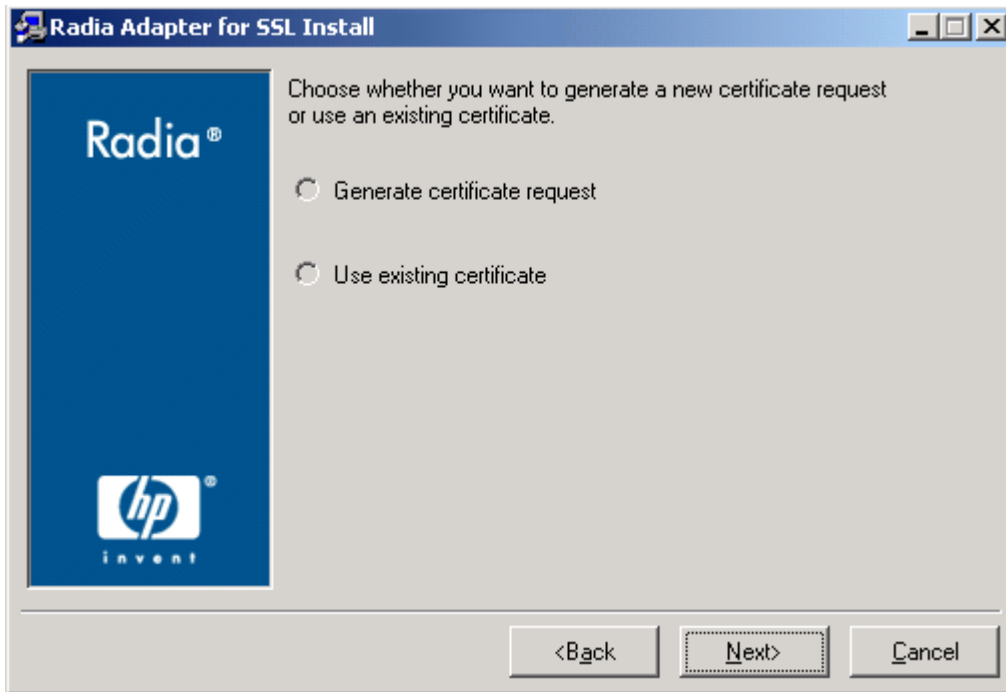 Radia Adapter for SSL Install
Choose whether you want to generate a new certificate request
or use an existing certificate.
Radia®
Generate certificate request
Use existing certificate
hp®
invent
<Back
Next>
Cancel